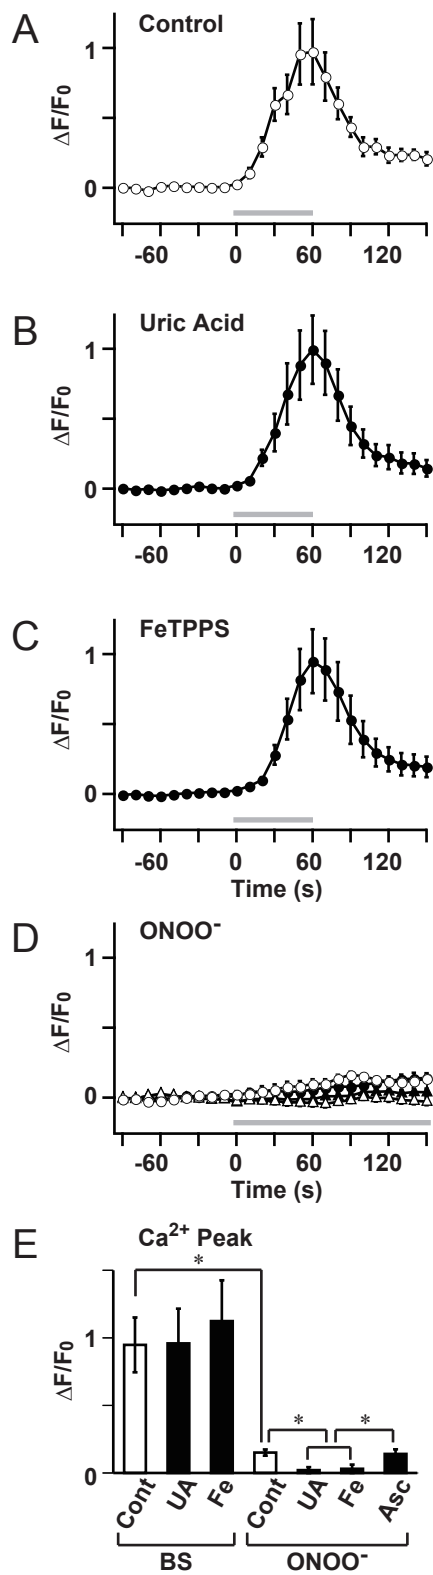 A
Control
ΔF/F0
1
0
-60 0 60 120
B
Uric Acid
ΔF/F0
1
0
-60 0 60 120
C
FeTPPS
ΔF/F0
1
0
-60 0 60 120
Time (s)
D
ONOO⁻
ΔF/F0
1
0
-60 0 60 120
Time (s)
E
Ca²⁺ Peak
*
ΔF/F0
1
* *
0
Cont UA Fe Cont UA Fe Asc
BS ONOO⁻